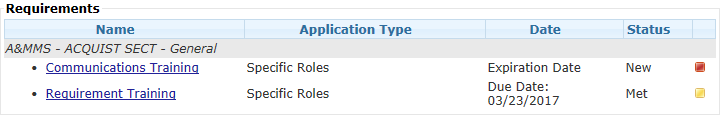 Requirements
Name Application Type Date Status
A&MMS - ACQUIST SECT - General
• Communications Training Specific Roles Expiration Date New
• Requirement Training Specific Roles Due Date: 03/23/2017 Met